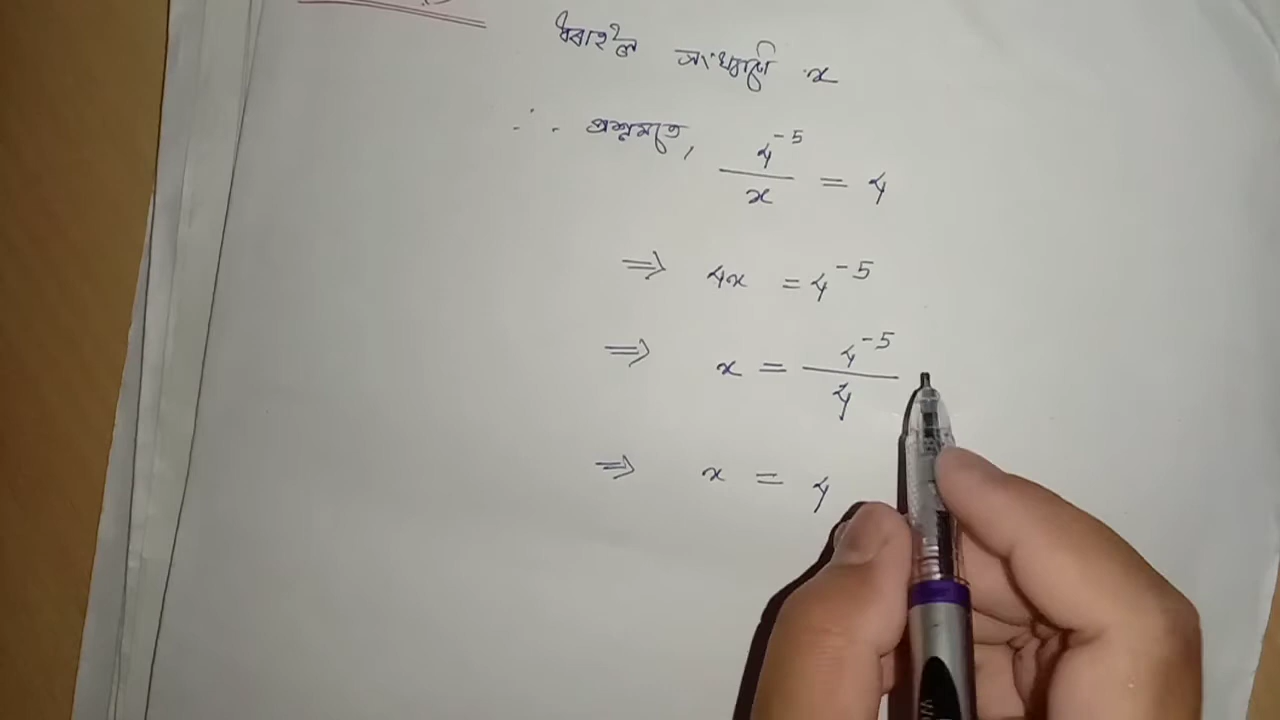 ধৰাহ'ল সংখ্যাটো x
∴ প্ৰশ্নমতে, 4^-5 / x = 4
⇒ 4x = 4^-5
⇒ x = 4^-5 / 4
⇒ x = 4